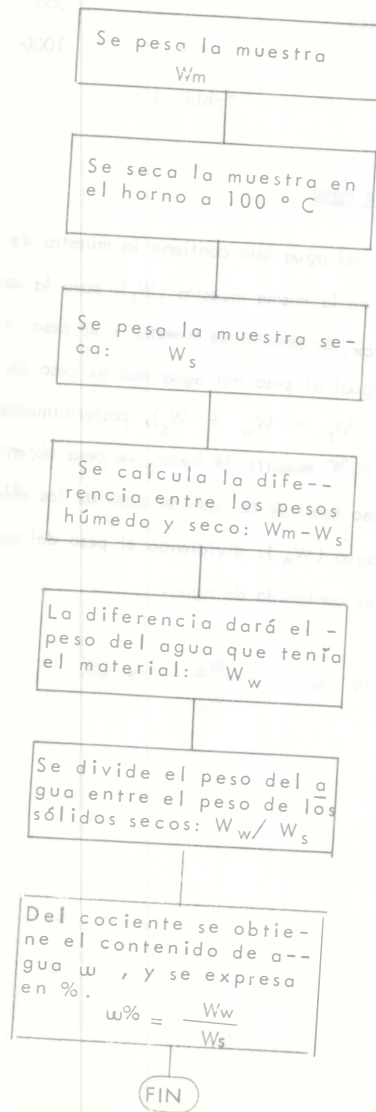 Se pesa la muestra
Wm
Se seca la muestra en
el horno a 100 ° C
Se pesa la muestra se-
ca: Ws
Se calcula la dife--
rencia entre los pesos
húmedo y seco: Wm-Ws
La diferencia dará el -
peso del agua que tenía
el material: Ww
Se divide el peso del a
gua entre el peso de los
sólidos secos: Ww/ Ws
Del cociente se obtie-
ne el contenido de a--
gua ω , y se expresa
en %.
ω% = Ww
Ws
FIN